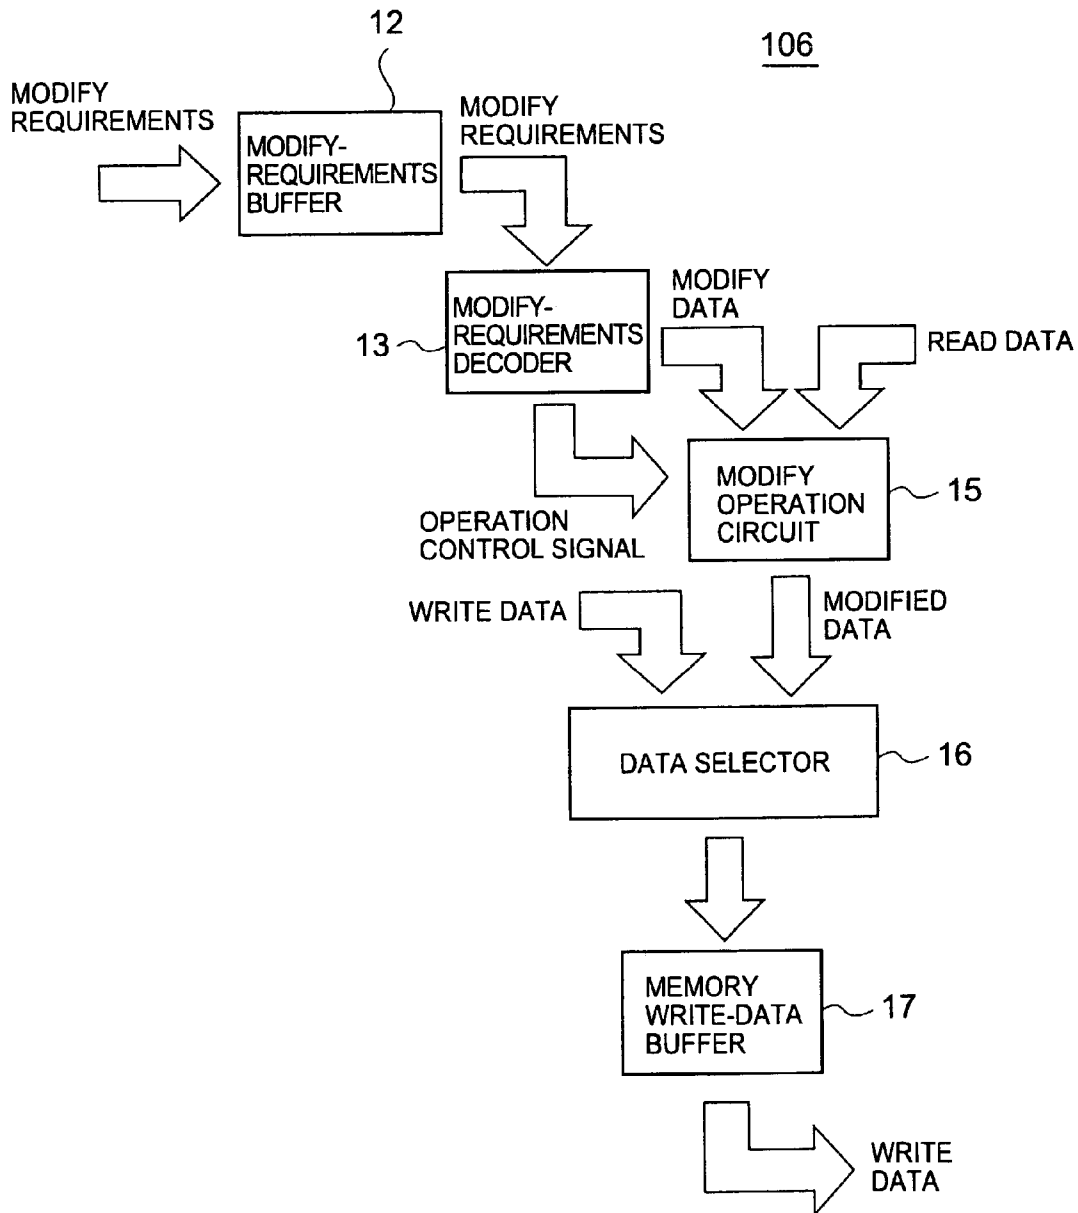 12
106
MODIFY
REQUIREMENTS
MODIFY-
REQUIREMENTS
BUFFER
MODIFY
REQUIREMENTS
13
MODIFY-
REQUIREMENTS
DECODER
MODIFY
DATA
READ DATA
OPERATION
CONTROL SIGNAL
MODIFY
OPERATION
CIRCUIT
15
WRITE DATA
MODIFIED
DATA
DATA SELECTOR
16
MEMORY
WRITE-DATA
BUFFER
17
WRITE
DATA